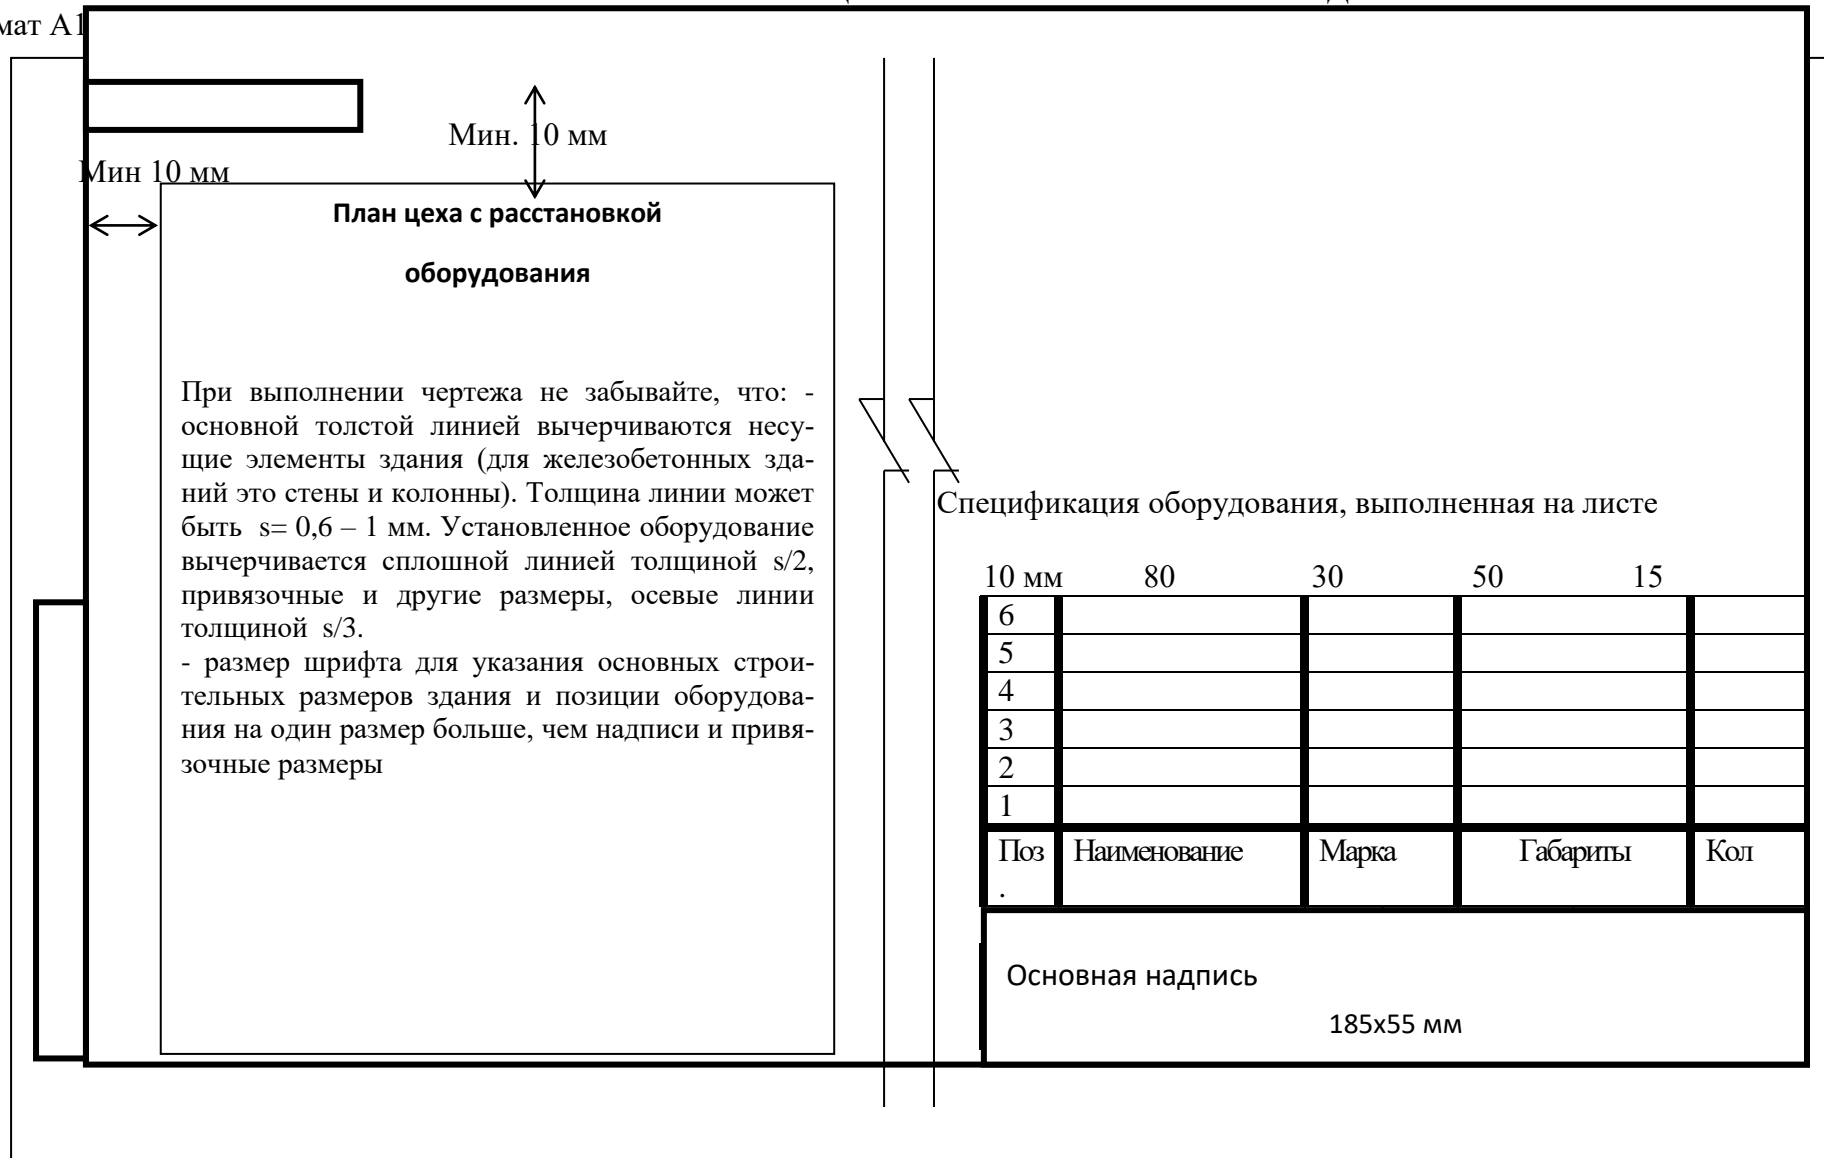 мат А1
Мин. 10 мм
Мин 10 мм
План цеха с расстановкой
оборудования
При выполнении чертежа не забывайте, что: -
основной толстой линией вычерчиваются несу-
щие элементы здания (для железобетонных зда-
ний это стены и колонны). Толщина линии может
быть s= 0,6 – 1 мм. Установленное оборудование
вычерчивается сплошной линией толщиной s/2,
привязочные и другие размеры, осевые линии
толщиной s/3.
- размер шрифта для указания основных строи-
тельных размеров здания и позиции оборудова-
ния на один размер больше, чем надписи и привя-
зочные размеры
Спецификация оборудования, выполненная на листе
10 мм 80 30 50 15
6
5
4
3
2
1
Поз Наименование Марка Габариты Кол
.
Основная надпись
185х55 мм